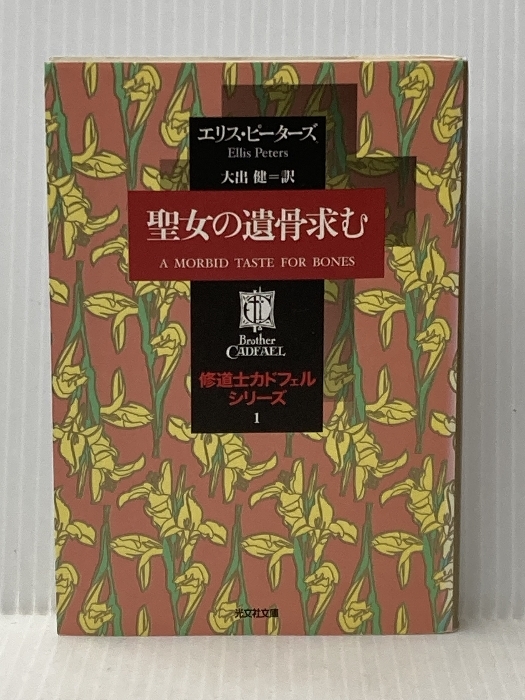 エリス・ピーターズ
Ellis Peters
大出 健＝訳
聖女の遺骨求む
A MORBID TASTE FOR BONES
Brother
CADFAEL
修道士カドフェル
シリーズ
1
光文社文庫